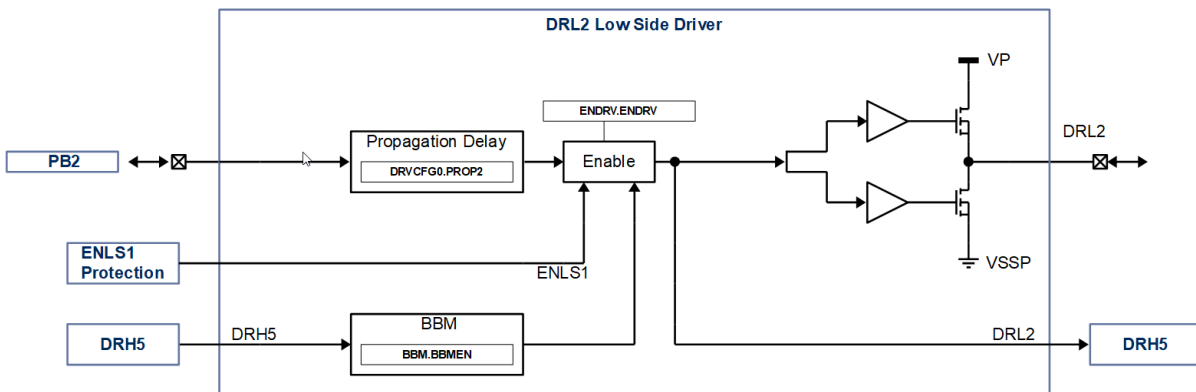 DRL2 Low Side Driver
VP
ENDRV.ENDRV
Propagation Delay
DRL2
PB2
Enable
DRVCFG0.PROP2
ENLS1
Protection
ENLS1
VSSP
BBM
DRH5
DRL2
DRH5
DRH5
BBM.BBMEN